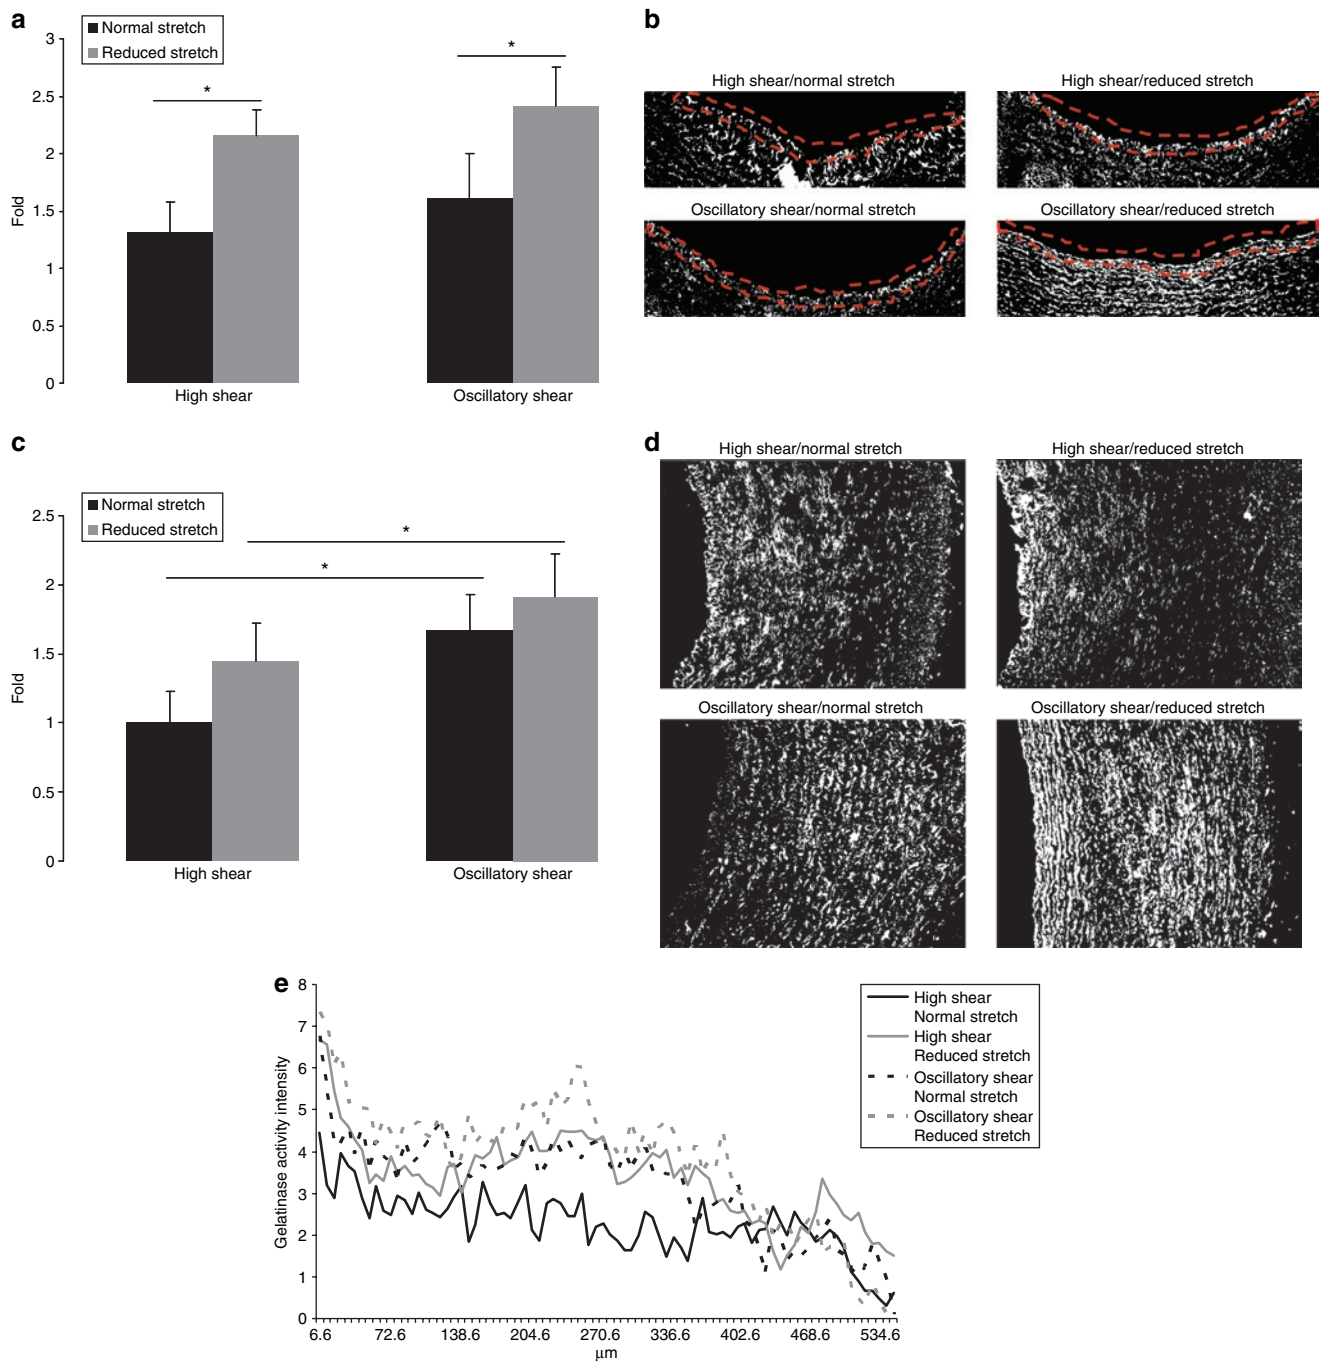 a
Normal stretch
Reduced stretch
3
2.5
2
1.5
1
0.5
0
Fold
*
*
High shear
Oscillatory shear
b
High shear/normal stretch
High shear/reduced stretch
Oscillatory shear/normal stretch
Oscillatory shear/reduced stretch
c
Normal stretch
Reduced stretch
2.5
2
1.5
1
0.5
0
Fold
*
*
High shear
Oscillatory shear
d
High shear/normal stretch
High shear/reduced stretch
Oscillatory shear/normal stretch
Oscillatory shear/reduced stretch
e
8
7
6
5
4
3
2
1
0
Gelatinase activity intensity
6.6 72.6 138.6 204.6 270.6 336.6 402.6 468.6 534.6
μm
High shear
Normal stretch
High shear
Reduced stretch
Oscillatory shear
Normal stretch
Oscillatory shear
Reduced stretch